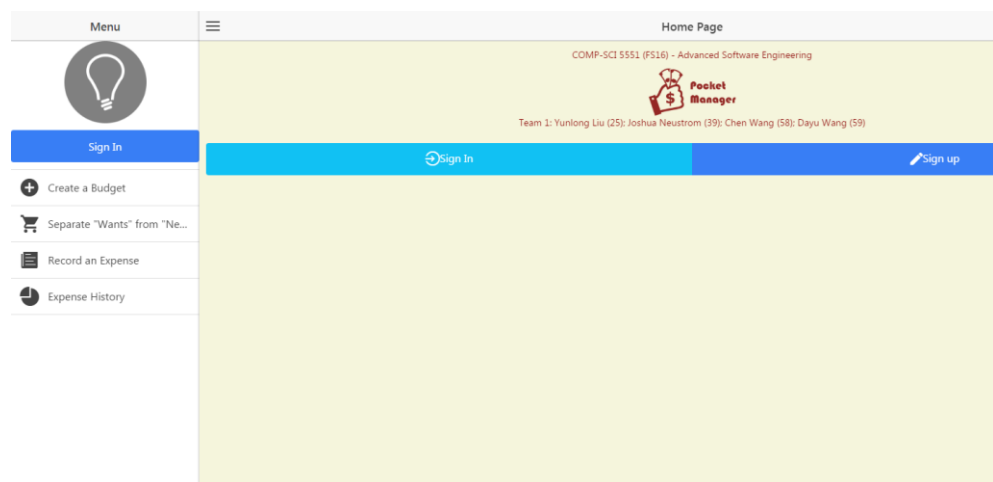 Menu
Home Page
COMP-SCI 5551 (FS16) - Advanced Software Engineering
$ Pocket
Manager
Team 1: Yunlong Liu (25); Joshua Neustrom (39); Chen Wang (58); Dayu Wang (59)
Sign In
Sign In
Sign up
Create a Budget
Separate "Wants" from "Ne...
Record an Expense
Expense History